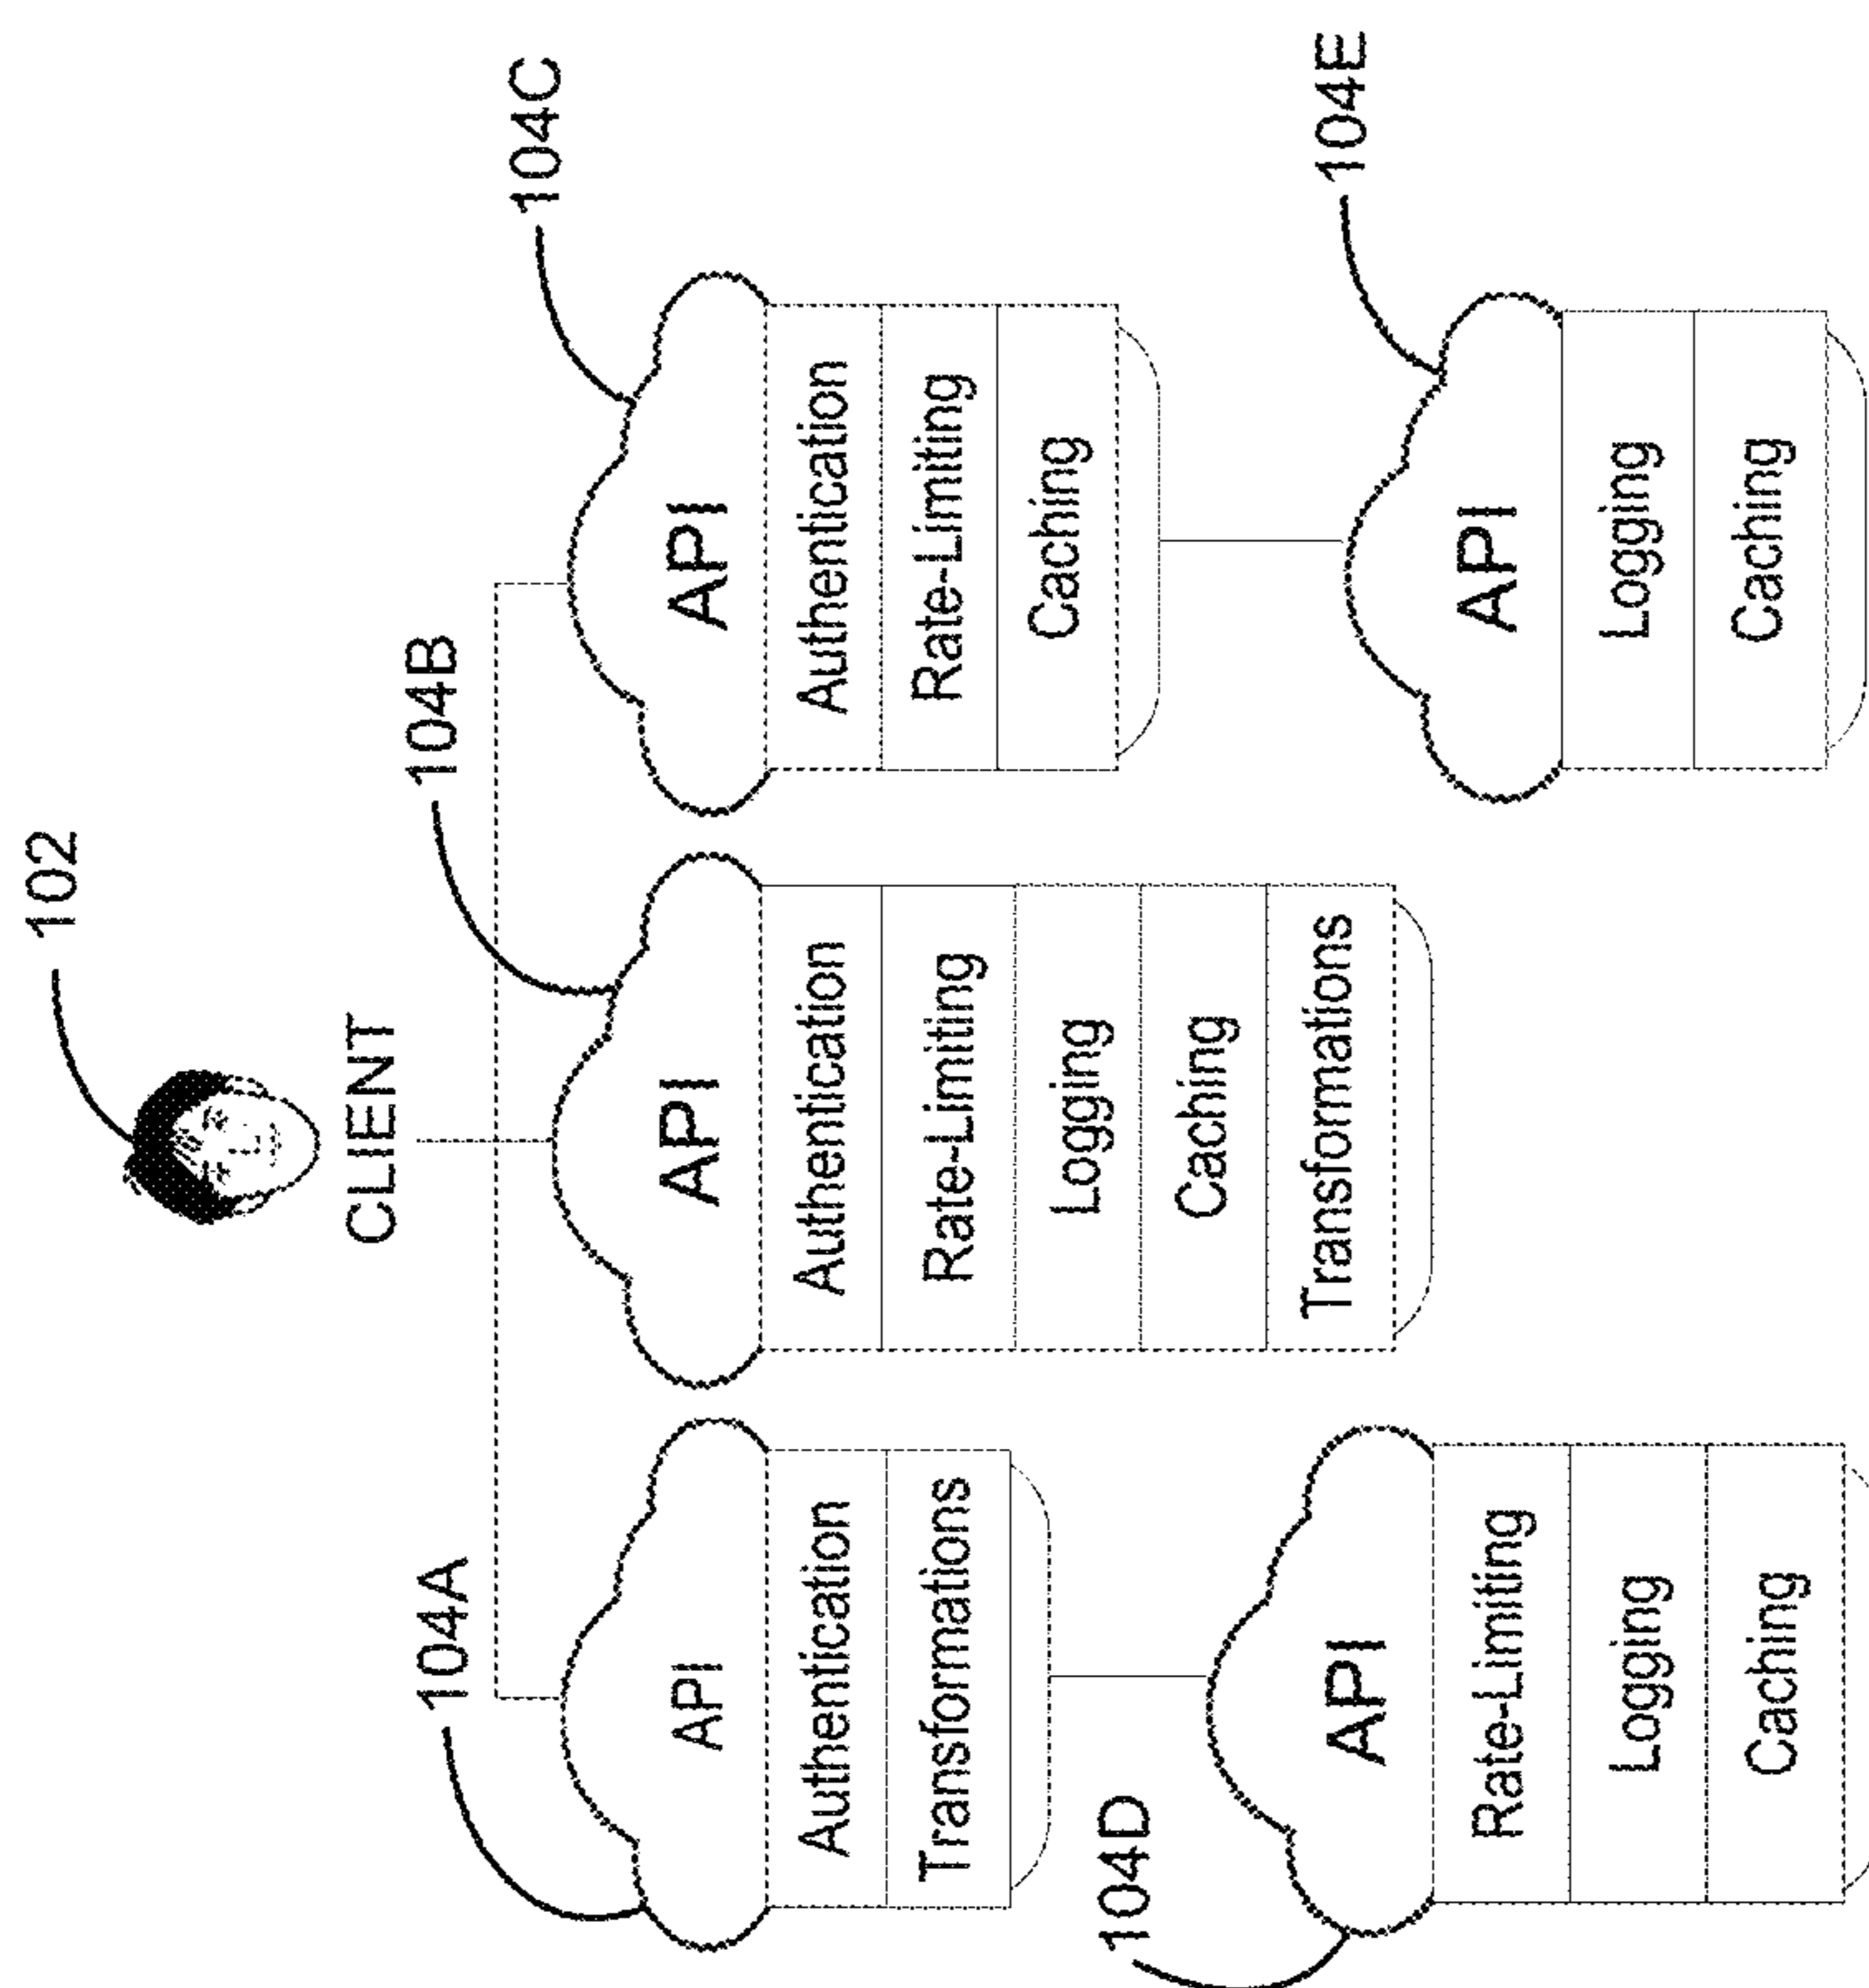 102
CLIENT
104A
API
Authentication
Transformations
104B
API
Authentication
Rate-Limiting
Logging
Caching
Transformations
104C
API
Authentication
Rate-Limiting
Caching
104D
API
Rate-Limiting
Logging
Caching
104E
API
Logging
Caching